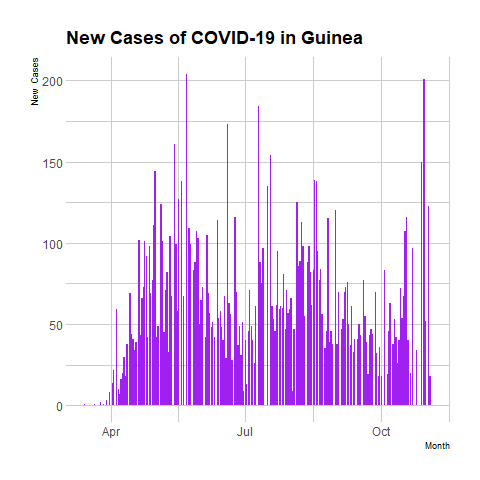 New Cases of COVID-19 in Guinea
New Cases
200
150
100
50
0
Apr
Jul
Oct
Month